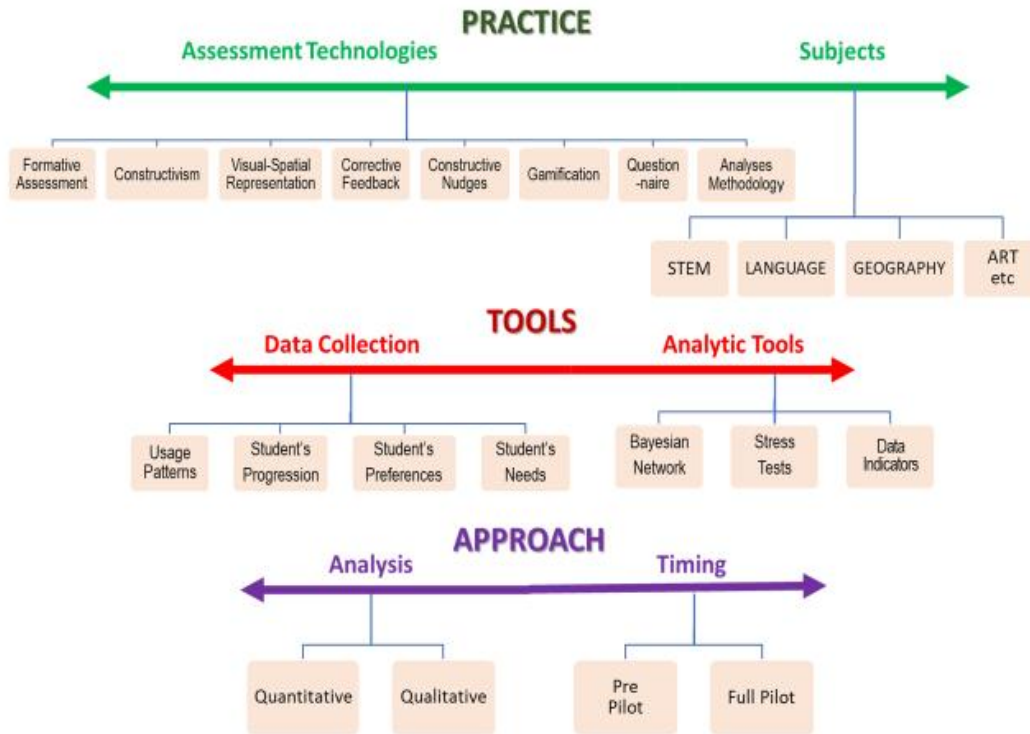 PRACTICE
Assessment Technologies
Subjects
Formative
Assessment
Constructivism
Visual-Spatial
Representation
Corrective
Feedback
Constructive
Nudges
Gamification
Question
-naire
Analyses
Methodology
STEM
LANGUAGE
GEOGRAPHY
ART
etc
TOOLS
Data Collection
Analytic Tools
Usage
Patterns
Student's
Progression
Student's
Preferences
Student's
Needs
Bayesian
Network
Stress
Tests
Data
Indicators
APPROACH
Analysis
Timing
Quantitative
Qualitative
Pre
Pilot
Full Pilot